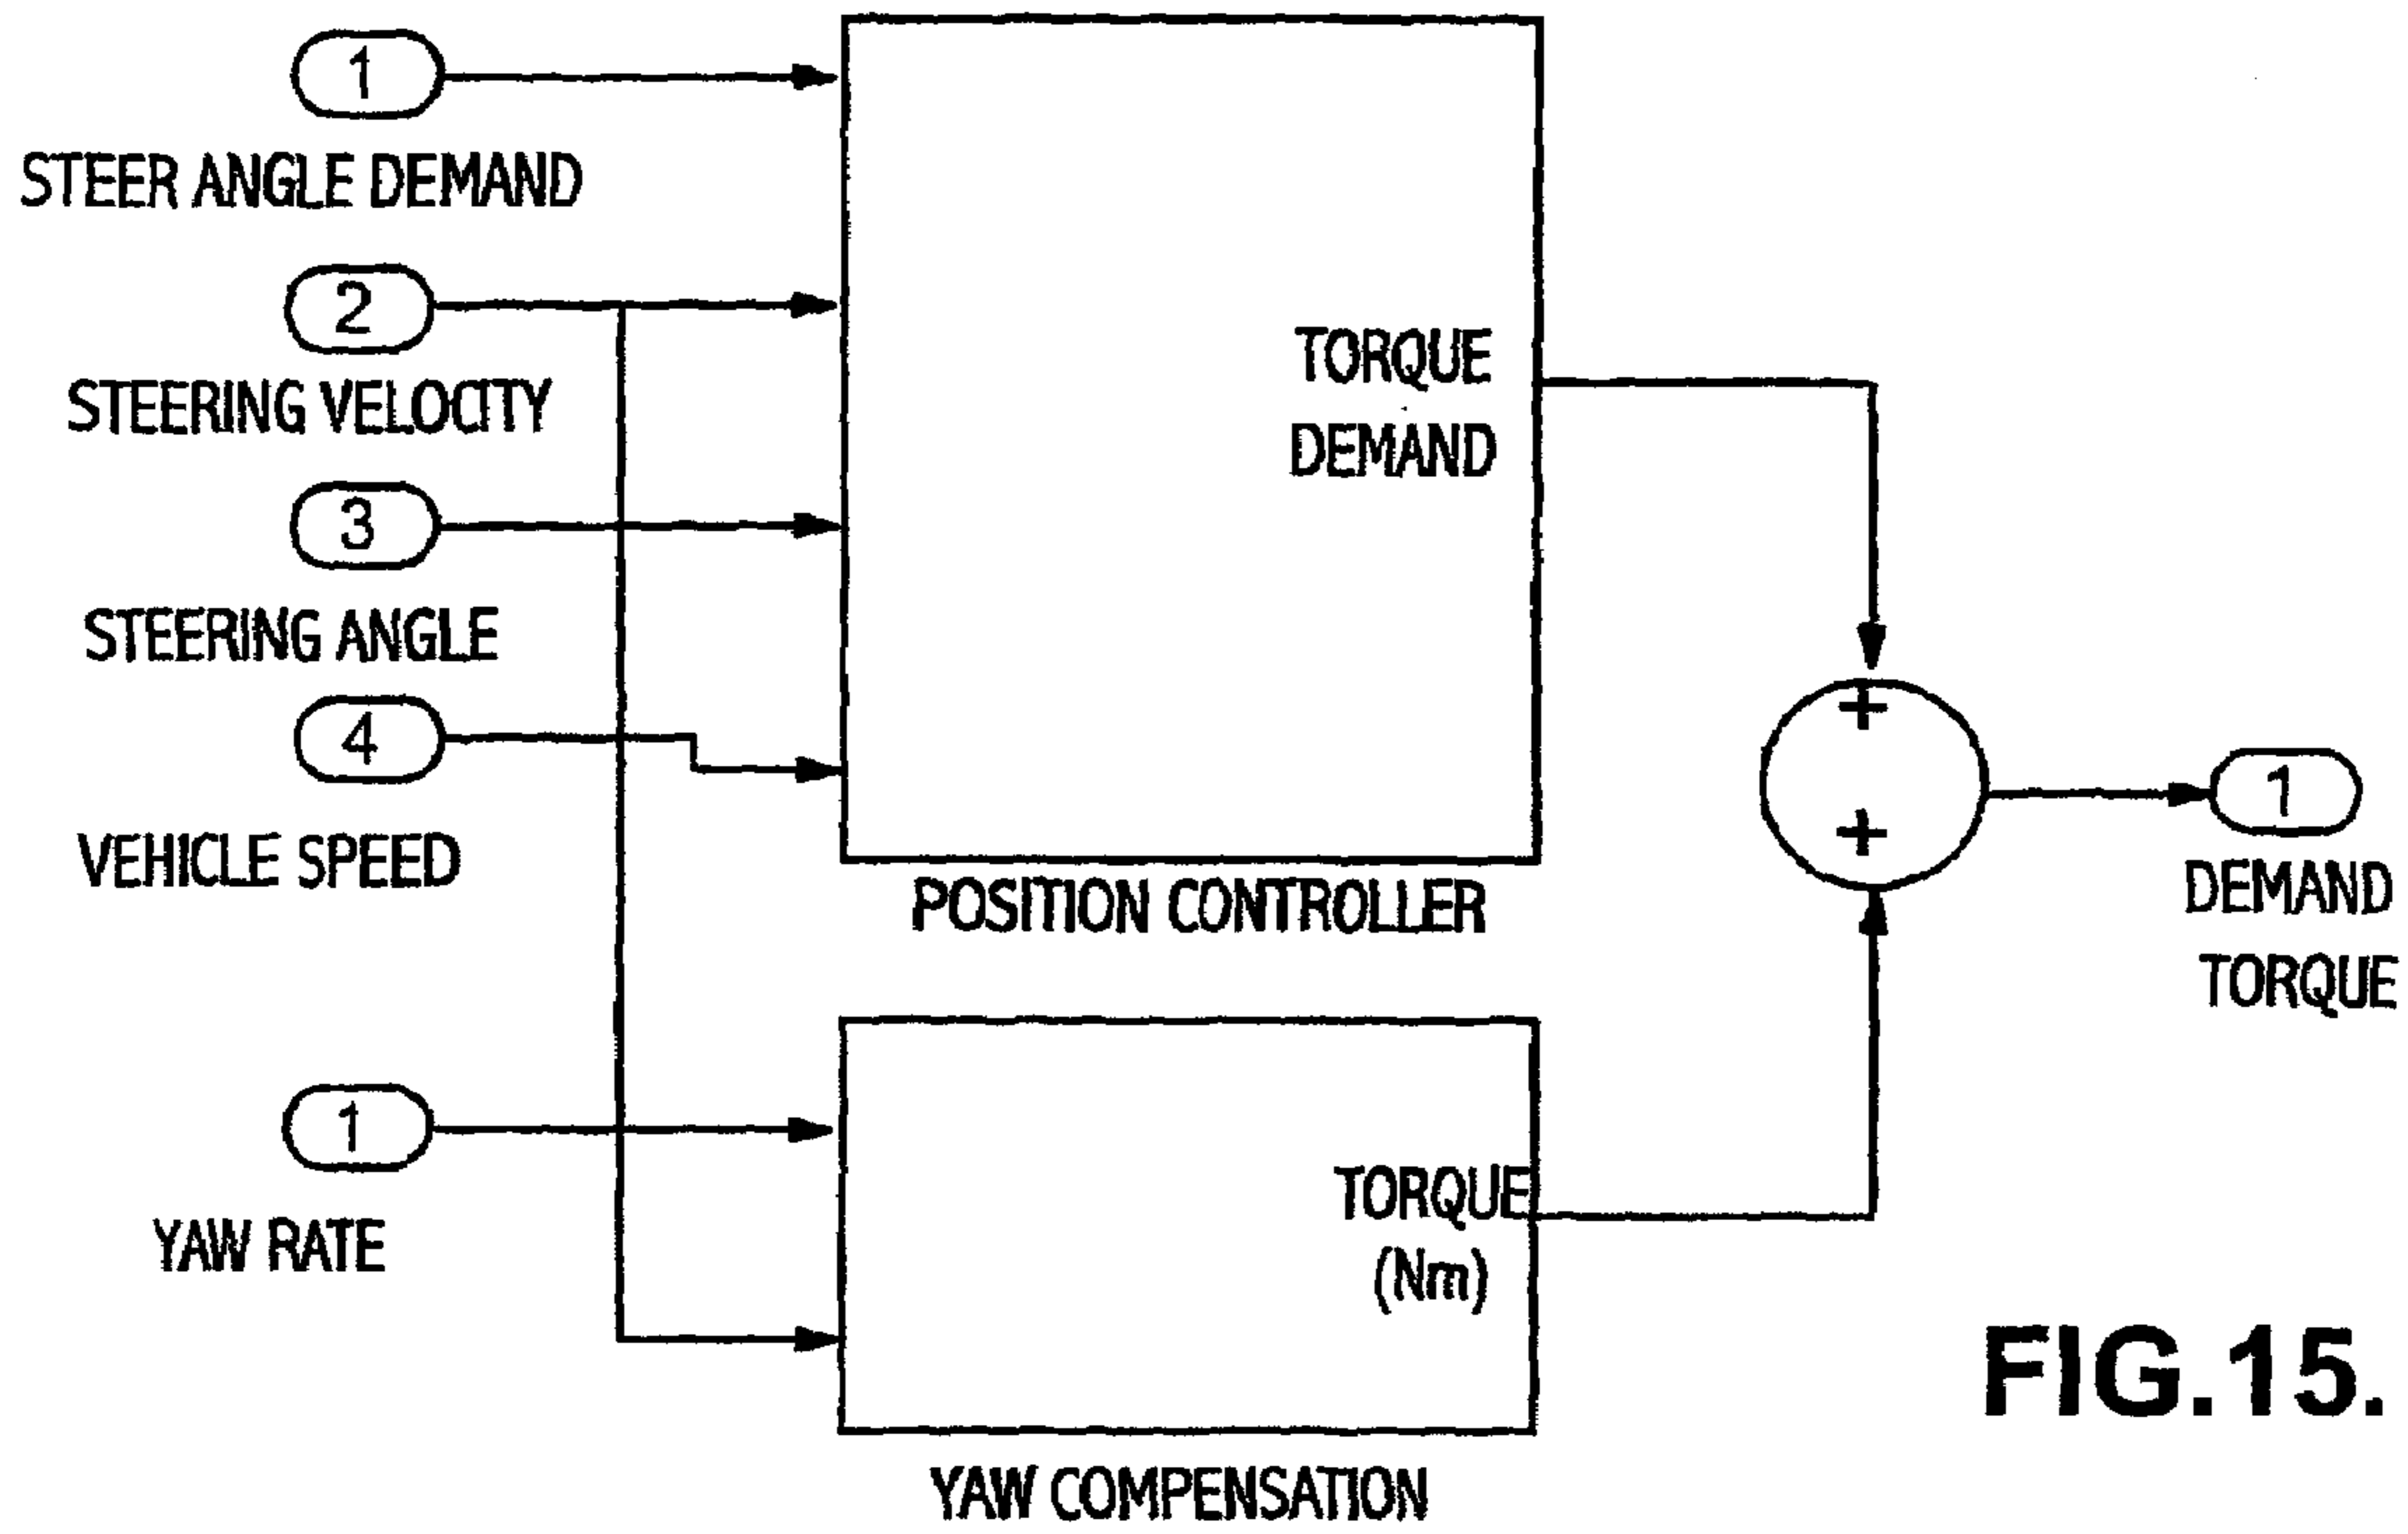 1
STEER ANGLE DEMAND
2
STEERING VELOCITY
3
STEERING ANGLE
4
VEHICLE SPEED
TORQUE
DEMAND
POSITION CONTROLLER
+
+
1
DEMAND
TORQUE
1
YAW RATE
TORQUE
(Nm)
YAW COMPENSATION
FIG.15.